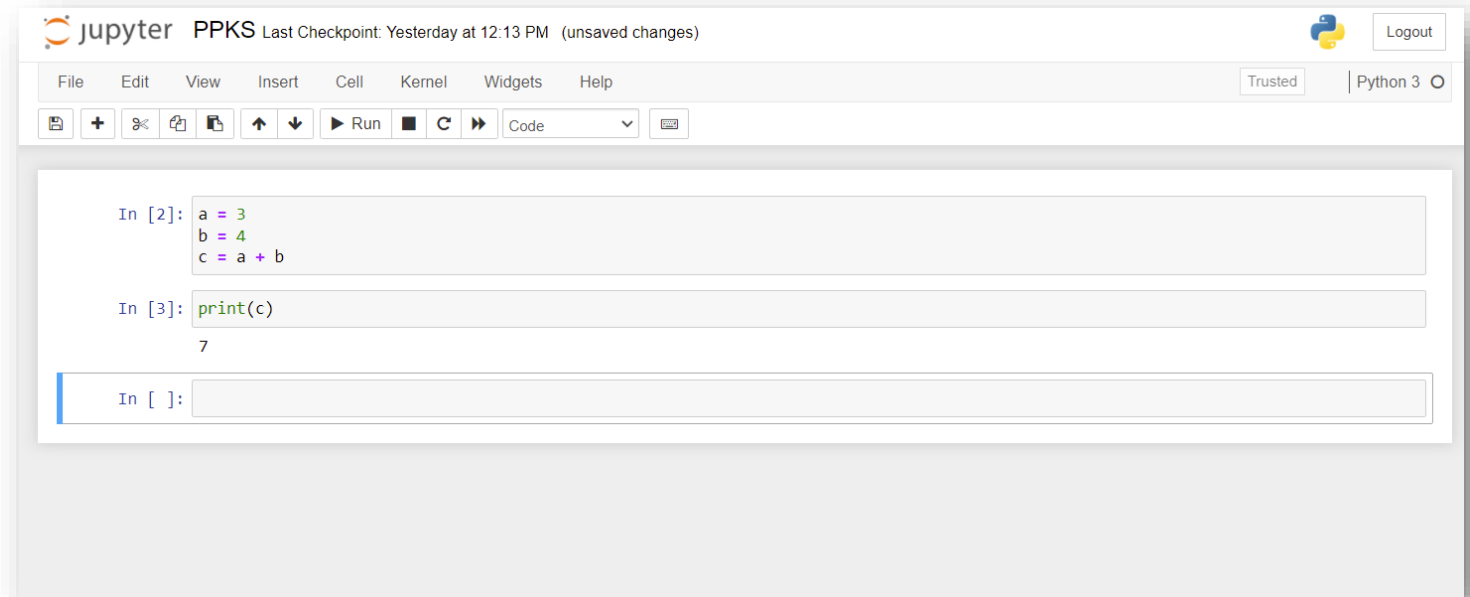 jupyter PPKS Last Checkpoint: Yesterday at 12:13 PM (unsaved changes) Logout
File Edit View Insert Cell Kernel Widgets Help Trusted Python 3
Run Code
In [2]: a = 3
b = 4
c = a + b
In [3]: print(c)
7
In [ ]: